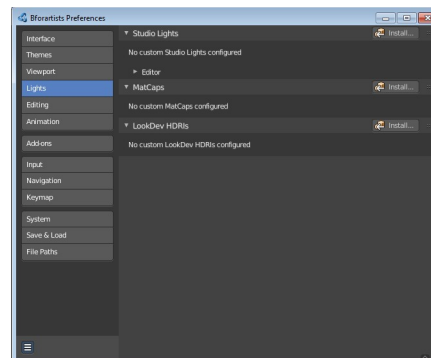 Bforartists Preferences
Interface
Themes
Viewport
Lights
Editing
Animation
Add-ons
Input
Navigation
Keymap
System
Save & Load
File Paths
Studio Lights
Install...
No custom Studio Lights configured
Editor
MatCaps
Install...
No custom MatCaps configured
LookDev HDRIs
Install...
No custom LookDev HDRIs configured